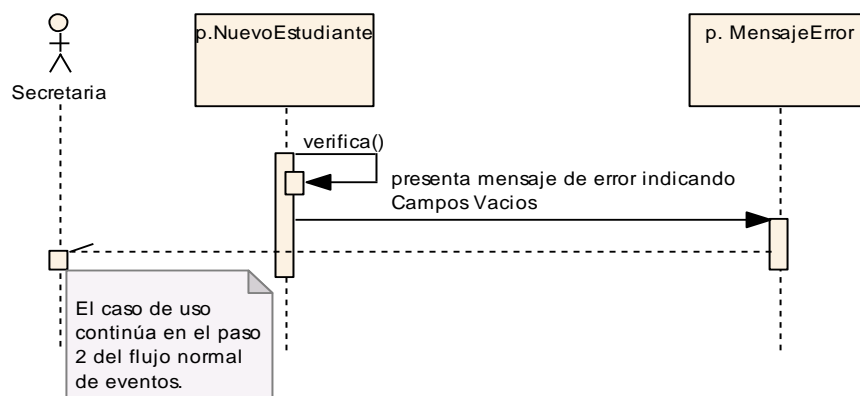 p.NuevoEstudiante
p. MensajeError
Secretaria
verifica()
presenta mensaje de error indicando
Campos Vacios
El caso de uso
continúa en el paso
2 del flujo normal
de eventos.